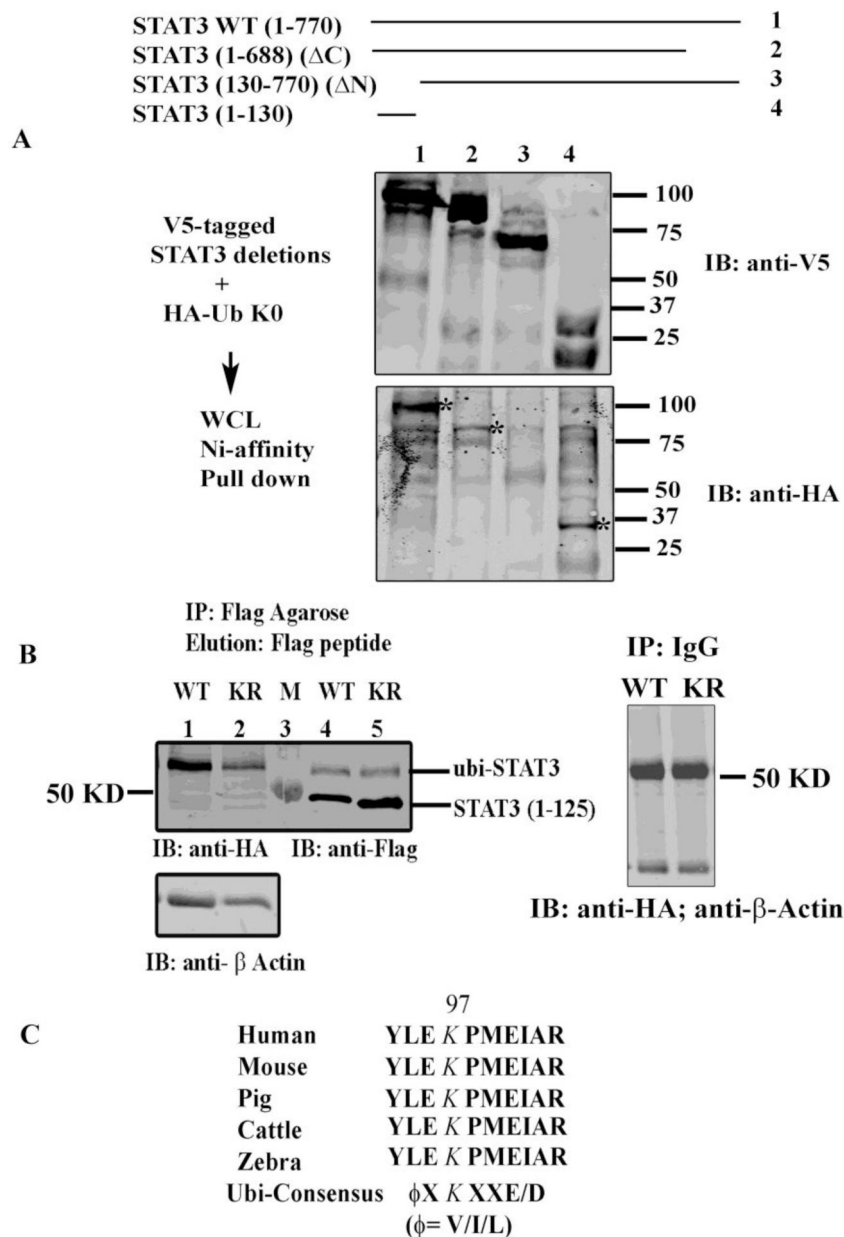 STAT3 WT (1-770) 1
STAT3 (1-688) (ΔC) 2
STAT3 (130-770) (ΔN) 3
STAT3 (1-130) 4
A
1 2 3 4
V5-tagged
STAT3 deletions
+
HA-Ub K0
WCL
Ni-affinity
Pull down
100
75
50
37
25
IB: anti-V5
* * *
100
75
50
37
25
IB: anti-HA
B
IP: Flag Agarose
Elution: Flag peptide
WT KR M WT KR
1 2 3 4 5
50 KD
ubi-STAT3
STAT3 (1-125)
IB: anti-HA IB: anti-Flag
IB: anti- β Actin
IP: IgG
WT KR
50 KD
IB: anti-HA; anti-β-Actin
C
97
Human YLE K PMEIAR
Mouse YLE K PMEIAR
Pig YLE K PMEIAR
Cattle YLE K PMEIAR
Zebra YLE K PMEIAR
Ubi-Consensus ϕX K XXE/D
(ϕ= V/I/L)